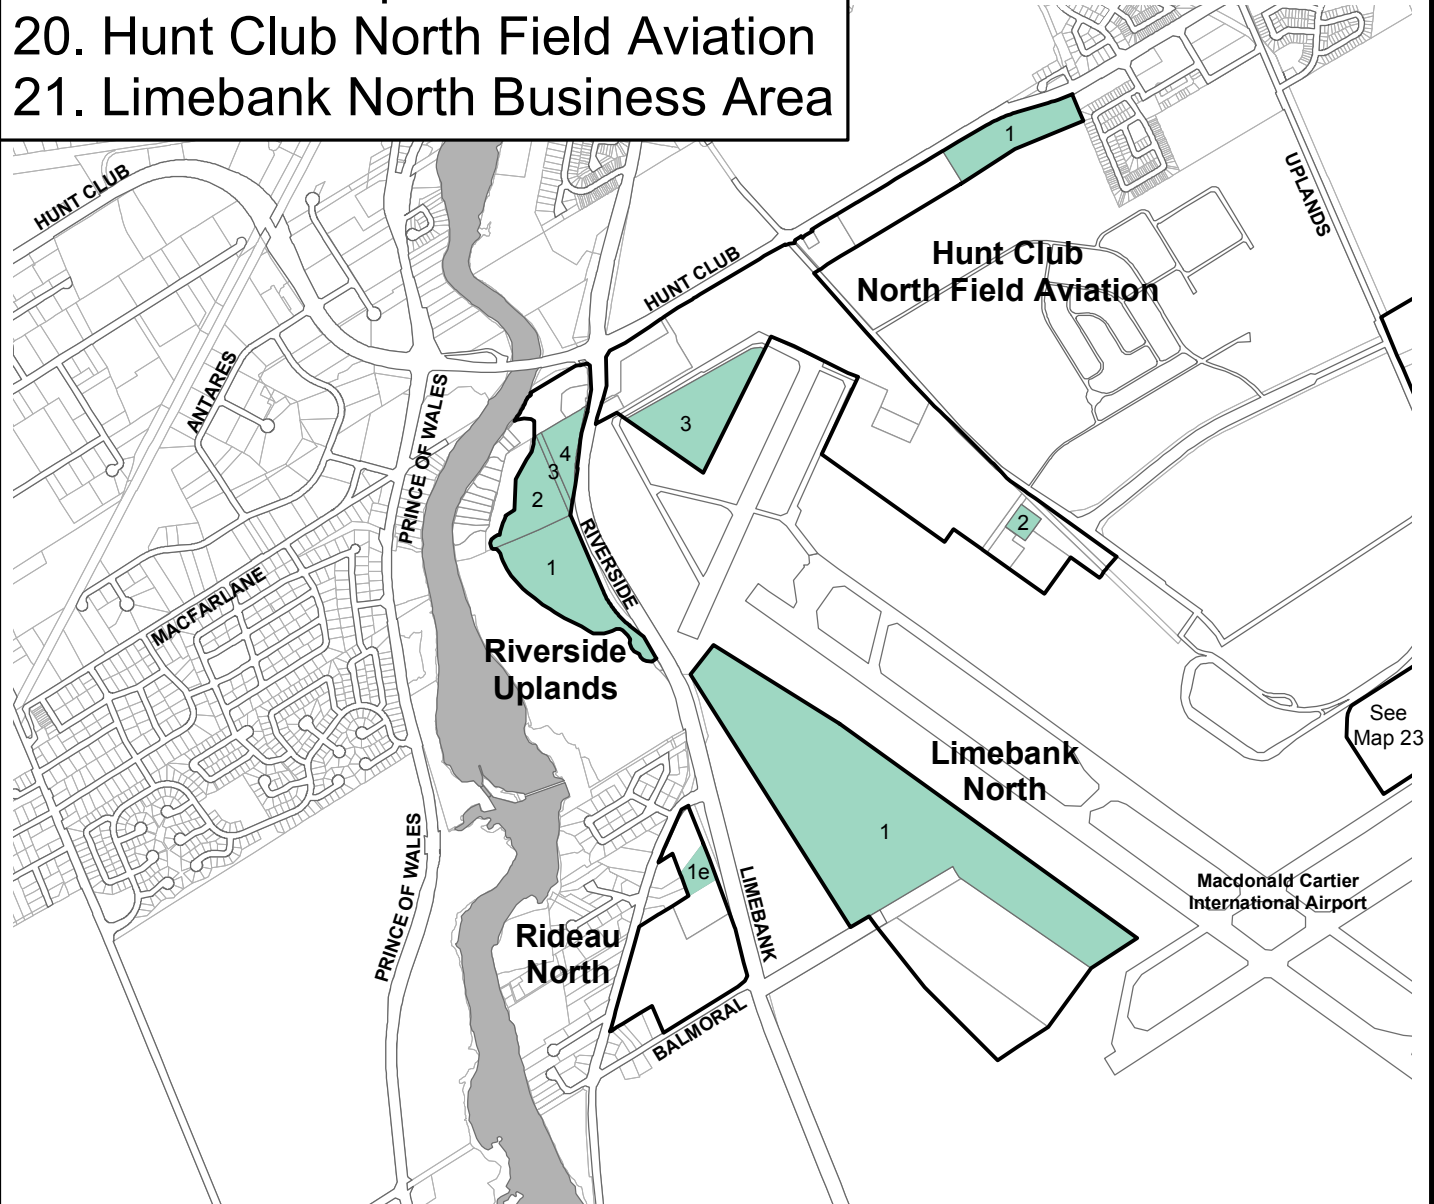 20. Hunt Club North Field Aviation
21. Limebank North Business Area
HUNT CLUB
1
UPLANDS
Hunt Club
North Field Aviation
HUNT CLUB
ANTARES
PRINCE OF WALES
3
4
3
2
2
1
RIVERSIDE
MACFARLANE
Riverside
Uplands
See
Map 23
Limebank
North
1
PRINCE OF WALES
1e
LIMEBANK
Macdonald Cartier
International Airport
Rideau
North
BALMORAL